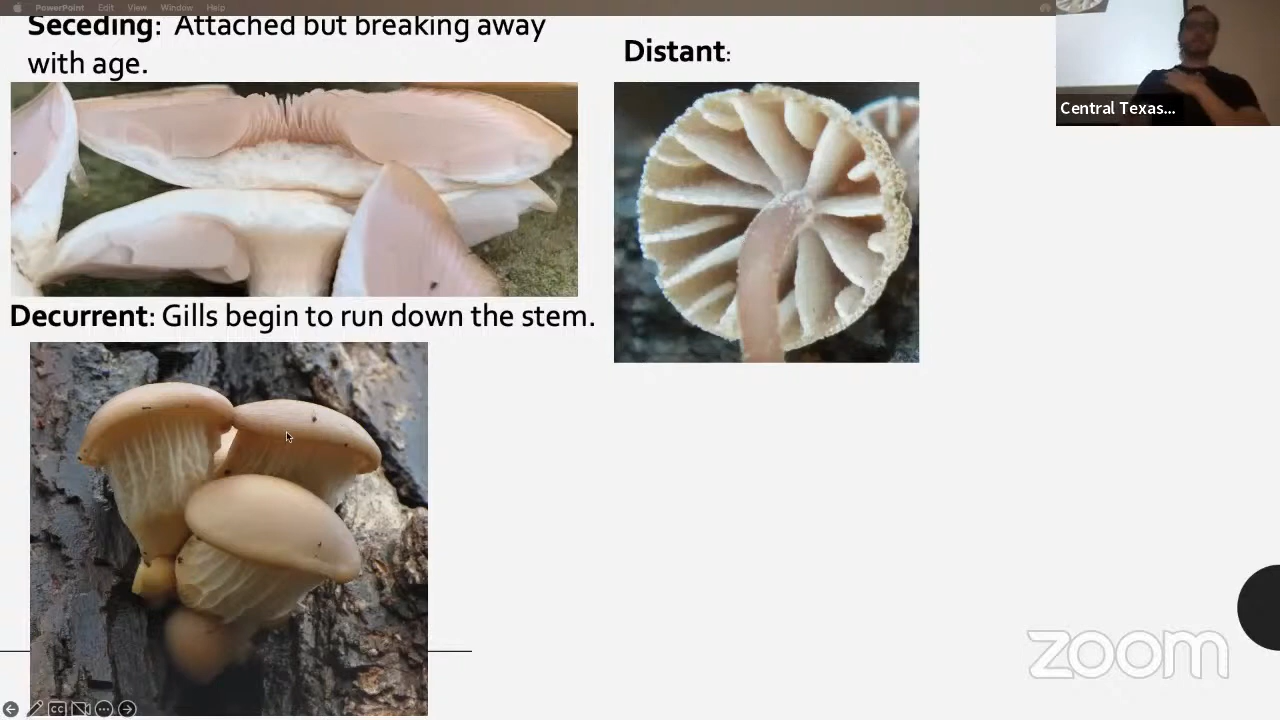 PowerPoint Edit View Window Help
Seceding: Attached but breaking away
with age.
Distant:
Central Texas...
Decurrent: Gills begin to run down the stem.
CC
zoom